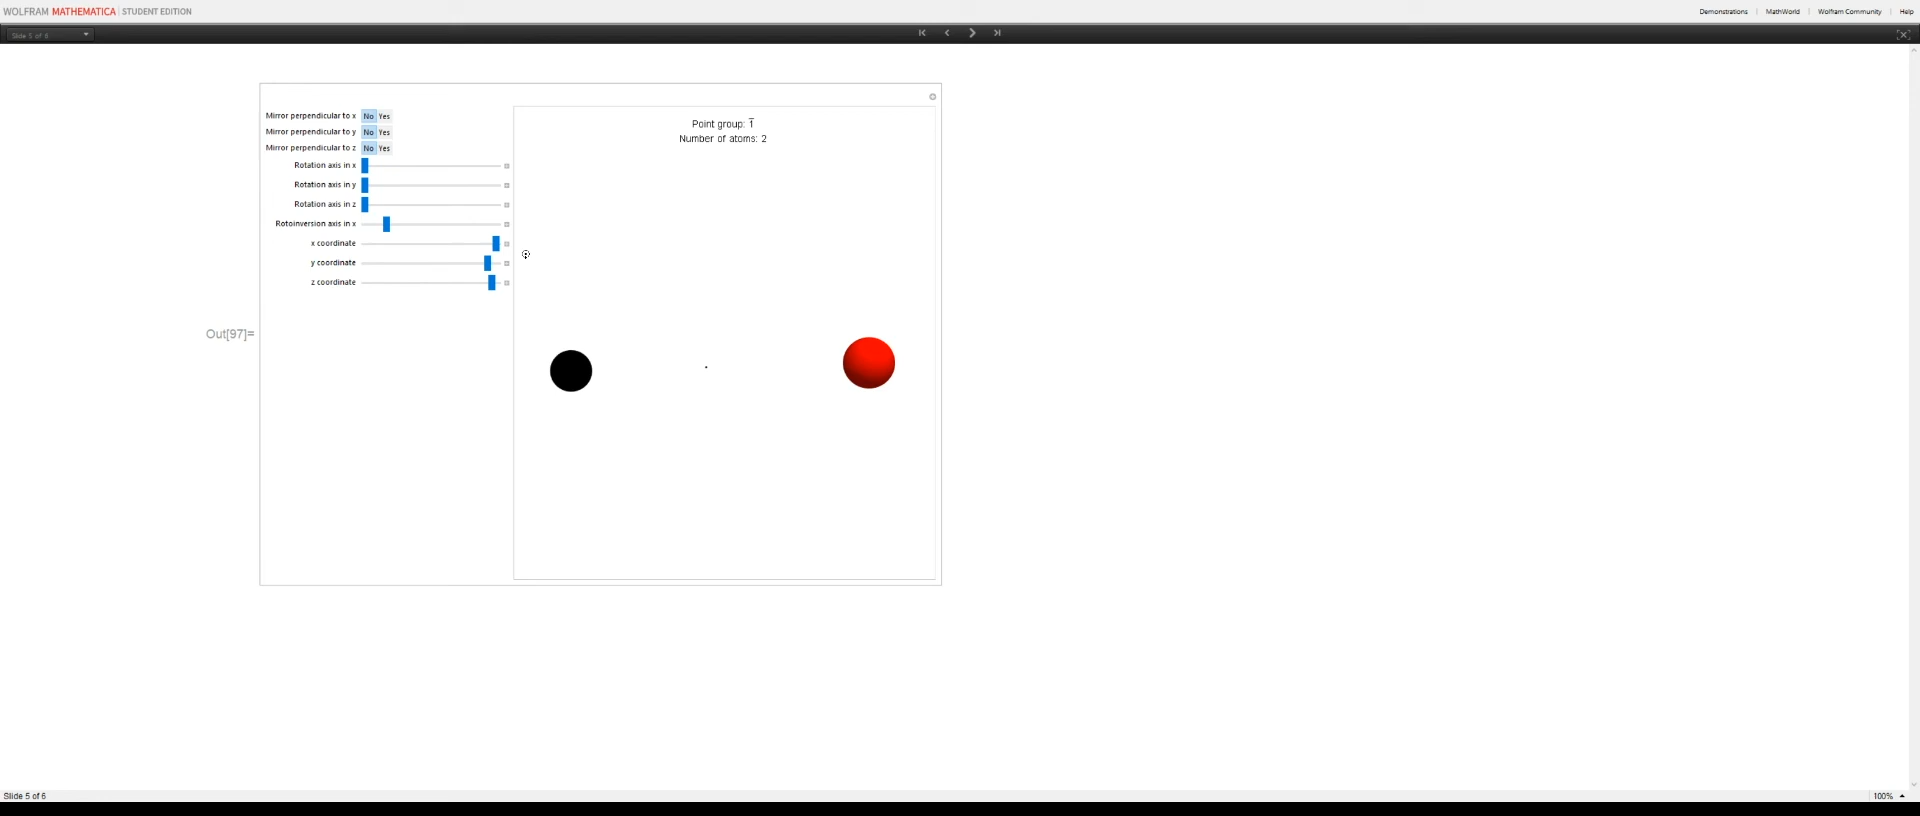 WOLFRAM MATHEMATICA STUDENT EDITION
Demonstrations | MathWorld | Wolfram Community | Help
Slide 5 of 6
Mirror perpendicular to x No Yes
Mirror perpendicular to y No Yes
Mirror perpendicular to z No Yes
Rotation axis in x
Rotation axis in y
Rotation axis in z
Rotoinversion axis in x
x coordinate
y coordinate
z coordinate
Point group: 1̅
Number of atoms: 2
Out[97]=
Slide 5 of 6
100%